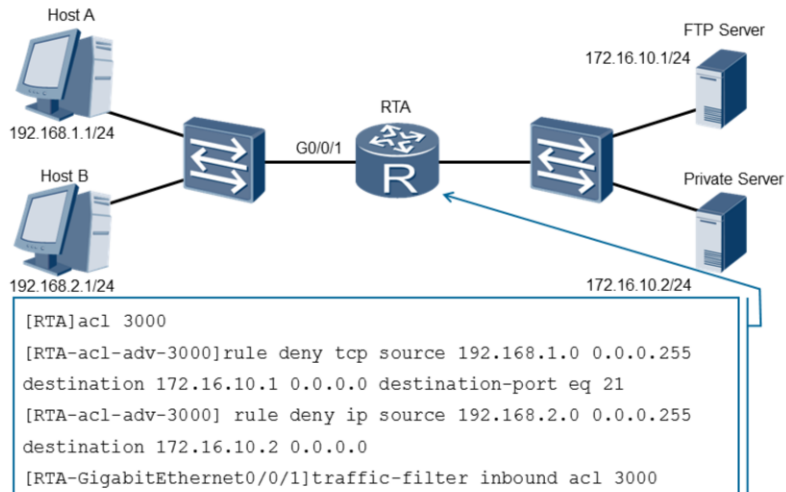 Host A
FTP Server
172.16.10.1/24
RTA
192.168.1.1/24
G0/0/1
R
Host B
Private Server
192.168.2.1/24
172.16.10.2/24
[RTA]acl 3000
[RTA-acl-adv-3000]rule deny tcp source 192.168.1.0 0.0.0.255
destination 172.16.10.1 0.0.0.0 destination-port eq 21
[RTA-acl-adv-3000] rule deny ip source 192.168.2.0 0.0.0.255
destination 172.16.10.2 0.0.0.0
[RTA-GigabitEthernet0/0/1]traffic-filter inbound acl 3000